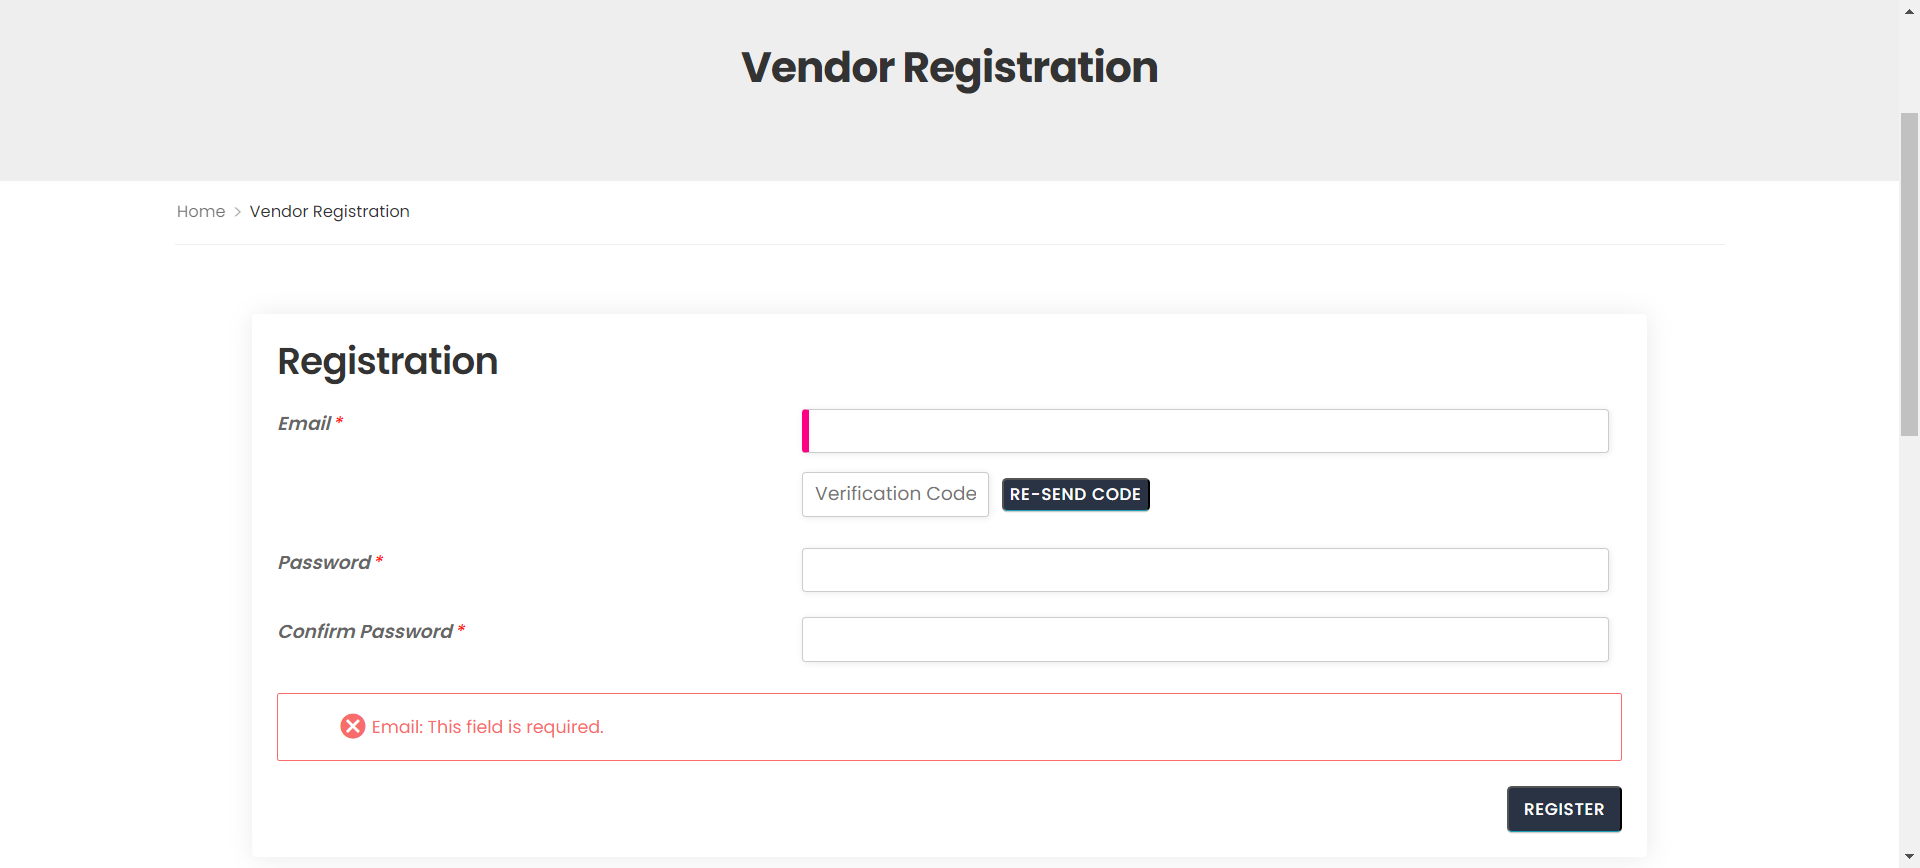 Vendor Registration
Home > Vendor Registration
Registration
Email *
Verification Code RE-SEND CODE
Password *
Confirm Password *
Email: This field is required.
REGISTER